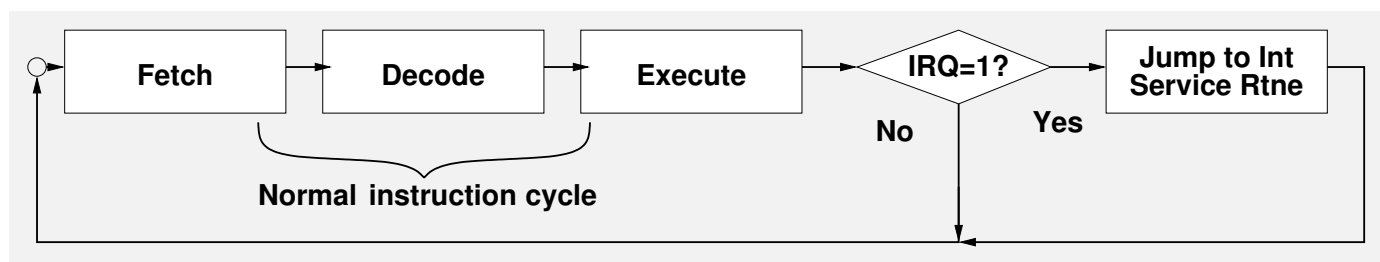 Fetch
Decode
Execute
IRQ=1?
Jump to Int
Service Rtne
No
Yes
Normal instruction cycle